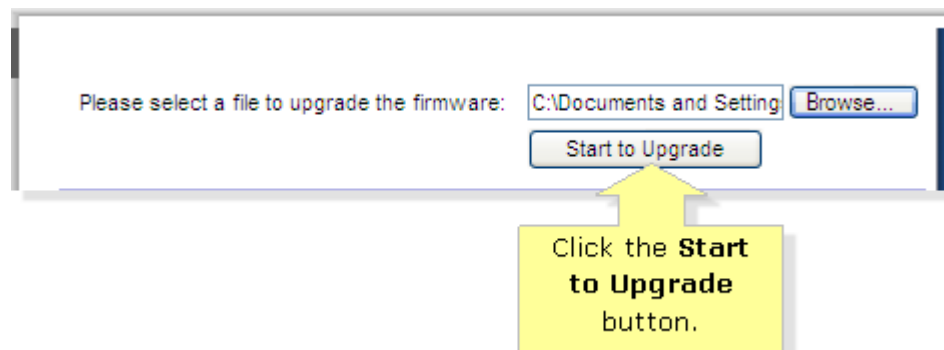 Please select a file to upgrade the firmware: C:\Documents and Setting Browse...
Start to Upgrade
Click the Start
to Upgrade
button.